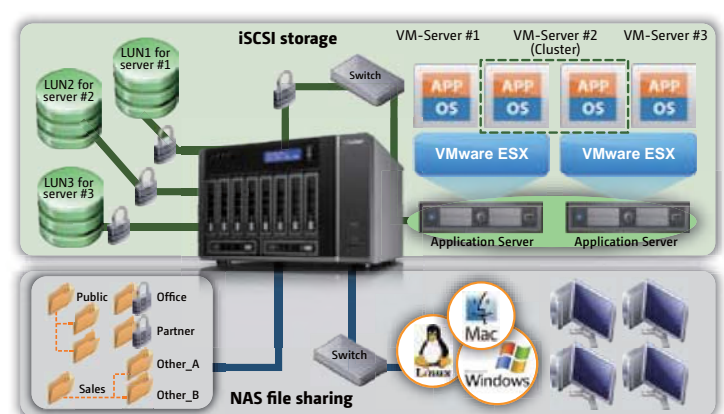 iSCSI storage
LUN1 for
server #1
LUN2 for
server #2
LUN3 for
server #3
Switch
VM-Server #1
VM-Server #2
(Cluster)
VM-Server #3
APP
OS
APP
OS
APP
OS
APP
OS
VMware ESX
VMware ESX
Application Server
Application Server
Public
Office
Partner
Other_A
Sales
Other_B
NAS file sharing
Switch
Linux
Mac
Windows